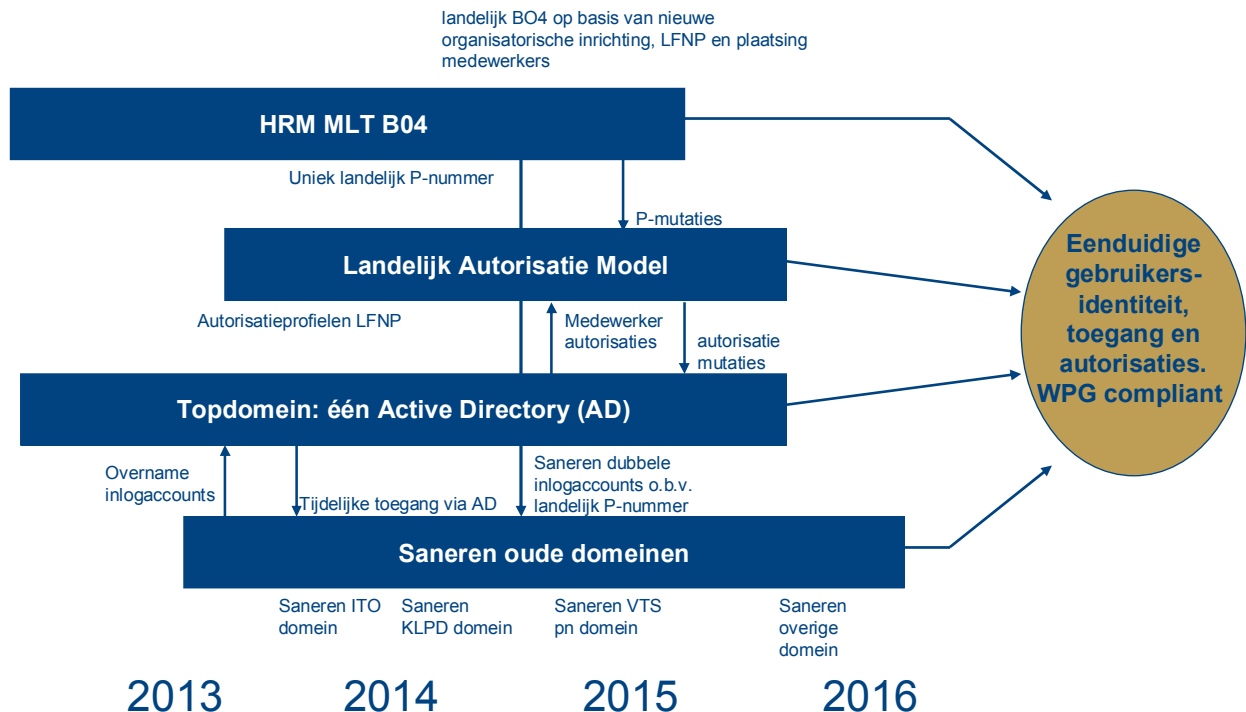 landelijk BO4 op basis van nieuwe
organisatorische inrichting, LFNP en plaatsing
medewerkers
HRM MLT B04
Uniek landelijk P-nummer
P-mutaties
Landelijk Autorisatie Model
Autorisatieprofielen LFNP
Medewerker
autorisaties
autorisatie
mutaties
Topdomein: één Active Directory (AD)
Overname
inlogaccounts
Tijdelijke toegang via AD
Saneren dubbele
inlogaccounts o.b.v.
landelijk P-nummer
Saneren oude domeinen
Saneren ITO
domein
Saneren
KLPD domein
Saneren VTS
pn domein
Saneren
overige
domein
Eenduidige
gebruikers-
identiteit,
toegang en
autorisaties.
WPG compliant
2013
2014
2015
2016